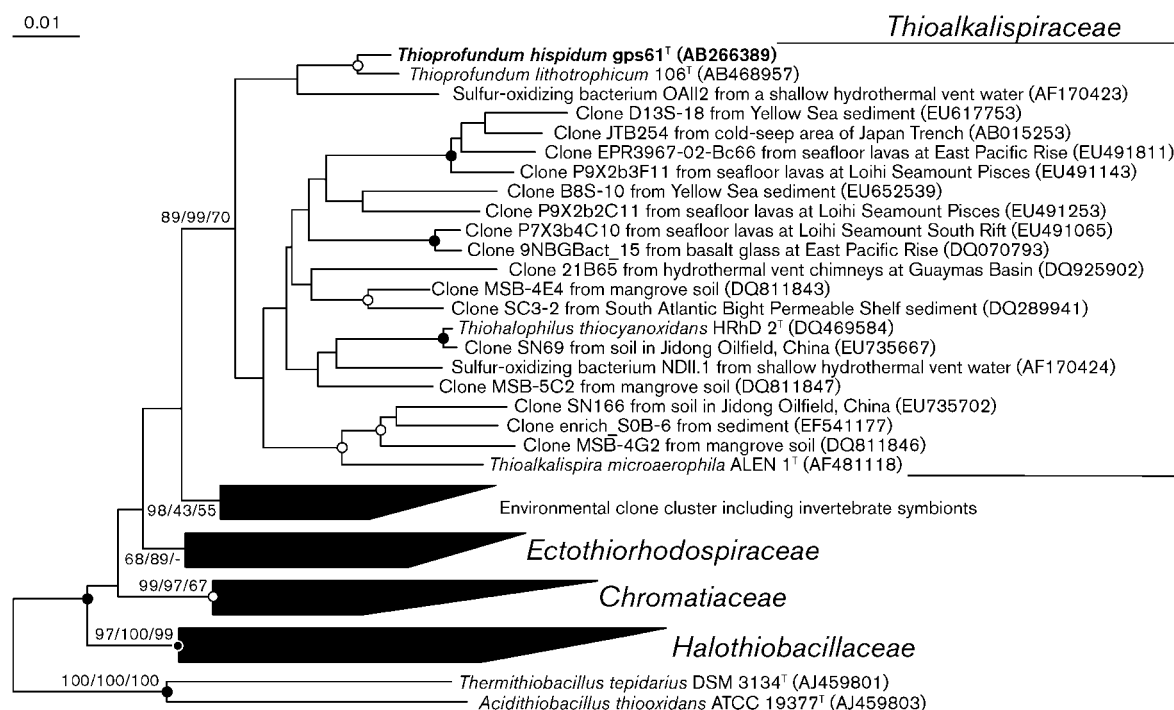 0.01
Thioalkalispiraceae
Thioprofundum hispidum gps61ᵀ (AB266389)
Thioprofundum lithotrophicum 106ᵀ (AB468957)
Sulfur-oxidizing bacterium OAII2 from a shallow hydrothermal vent water (AF170423)
Clone D13S-18 from Yellow Sea sediment (EU617753)
Clone JTB254 from cold-seep area of Japan Trench (AB015253)
Clone EPR3967-02-Bc66 from seafloor lavas at East Pacific Rise (EU491811)
Clone P9X2b3F11 from seafloor lavas at Loihi Seamount Pisces (EU491143)
Clone B8S-10 from Yellow Sea sediment (EU652539)
89/99/70
Clone P9X2b2C11 from seafloor lavas at Loihi Seamount Pisces (EU491253)
Clone P7X3b4C10 from seafloor lavas at Loihi Seamount South Rift (EU491065)
Clone 9NBGBact_15 from basalt glass at East Pacific Rise (DQ070793)
Clone 21B65 from hydrothermal vent chimneys at Guaymas Basin (DQ925902)
Clone MSB-4E4 from mangrove soil (DQ811843)
Clone SC3-2 from South Atlantic Bight Permeable Shelf sediment (DQ289941)
Thiohalophilus thiocyanoxidans HRhD 2ᵀ (DQ469584)
Clone SN69 from soil in Jidong Oilfield, China (EU735667)
Sulfur-oxidizing bacterium NDII.1 from shallow hydrothermal vent water (AF170424)
Clone MSB-5C2 from mangrove soil (DQ811847)
Clone SN166 from soil in Jidong Oilfield, China (EU735702)
Clone enrich_S0B-6 from sediment (EF541177)
Clone MSB-4G2 from mangrove soil (DQ811846)
Thioalkalispira microaerophila ALEN 1ᵀ (AF481118)
98/43/55
Environmental clone cluster including invertebrate symbionts
68/89/-
Ectothiorhodospiraceae
99/97/67
Chromatiaceae
97/100/99
Halothiobacillaceae
100/100/100
Thermithiobacillus tepidarius DSM 3134ᵀ (AJ459801)
Acidithiobacillus thiooxidans ATCC 19377ᵀ (AJ459803)